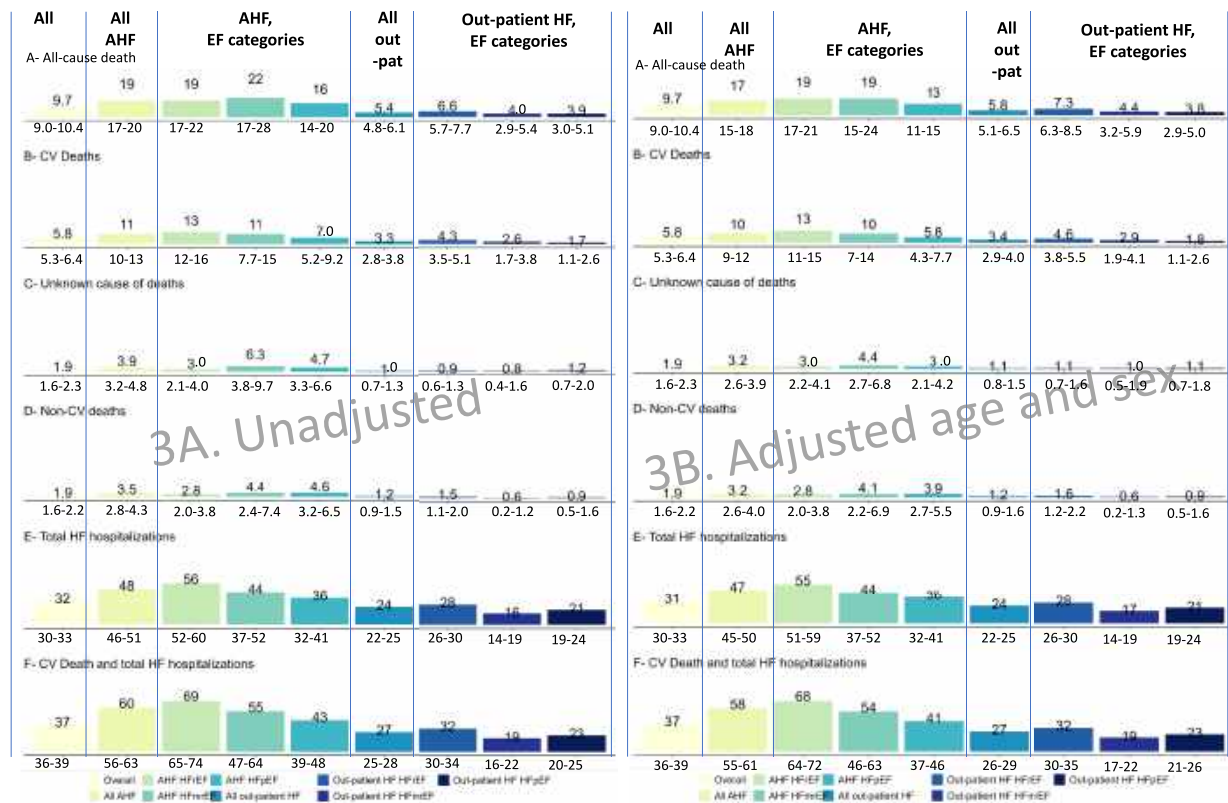 All All AHF AHF, EF categories All out -pat Out-patient HF, EF categories
A- All-cause death
9.7 19 19 22 16 5.4 6.6 4.0 3.9
9.0-10.4 17-20 17-22 17-28 14-20 4.8-6.1 5.7-7.7 2.9-5.4 3.0-5.1
B- CV Deaths
5.8 11 13 11 7.0 3.3 4.3 2.6 1.7
5.3-6.4 10-13 12-16 7.7-15 5.2-9.2 2.8-3.8 3.5-5.1 1.7-3.8 1.1-2.6
C- Unknown cause of deaths
1.9 3.9 3.0 6.3 4.7 1.0 0.9 0.8 1.2
1.6-2.3 3.2-4.8 2.1-4.0 3.8-9.7 3.3-6.6 0.7-1.3 0.6-1.3 0.4-1.6 0.7-2.0
D- Non-CV deaths
3A. Unadjusted
1.9 3.5 2.8 4.4 4.6 1.2 1.5 0.6 0.9
1.6-2.2 2.8-4.3 2.0-3.8 2.4-7.4 3.2-6.5 0.9-1.5 1.1-2.0 0.2-1.2 0.5-1.6
E- Total HF hospitalizations
32 48 56 44 36 24 28 16 21
30-33 46-51 52-60 37-52 32-41 22-25 26-30 14-19 19-24
F- CV Death and total HF hospitalizations
37 60 69 55 43 27 32 19 23
36-39 56-63 65-74 47-64 39-48 25-28 30-34 16-22 20-25
Overall AHF HFrEF AHF HFpEF Out-patient HF HFrEF Out-patient HF HFpEF
All AHF AHF HFmrEF All out-patient HF Out-patient HF HFmrEF
All All AHF AHF, EF categories All out -pat Out-patient HF, EF categories
A- All-cause death
9.7 17 19 19 13 5.8 7.3 4.4 3.8
9.0-10.4 15-18 17-21 15-24 11-15 5.1-6.5 6.3-8.5 3.2-5.9 2.9-5.0
B- CV Deaths
5.8 10 13 10 5.8 3.4 4.6 2.9 1.8
5.3-6.4 9-12 11-15 7-14 4.3-7.7 2.9-4.0 3.8-5.5 1.9-4.1 1.1-2.6
C- Unknown cause of deaths
1.9 3.2 3.0 4.4 3.0 1.1 1.1 1.0 1.1
1.6-2.3 2.6-3.9 2.2-4.1 2.7-6.8 2.1-4.2 0.8-1.5 0.7-1.6 0.5-1.9 0.7-1.8
D- Non-CV deaths
3B. Adjusted age and sex
1.9 3.2 2.8 4.1 3.9 1.2 1.6 0.6 0.9
1.6-2.2 2.6-4.0 2.0-3.8 2.2-6.9 2.7-5.5 0.9-1.6 1.2-2.2 0.2-1.3 0.5-1.6
E- Total HF hospitalizations
31 47 55 44 36 24 28 17 21
30-33 45-50 51-59 37-52 32-41 22-25 26-30 14-19 19-24
F- CV Death and total HF hospitalizations
37 58 68 54 41 27 32 19 23
36-39 55-61 64-72 46-63 37-46 26-29 30-35 17-22 21-26
Overall AHF HFrEF AHF HFpEF Out-patient HF HFrEF Out-patient HF HFpEF
All AHF AHF HFmrEF All out-patient HF Out-patient HF HFmrEF